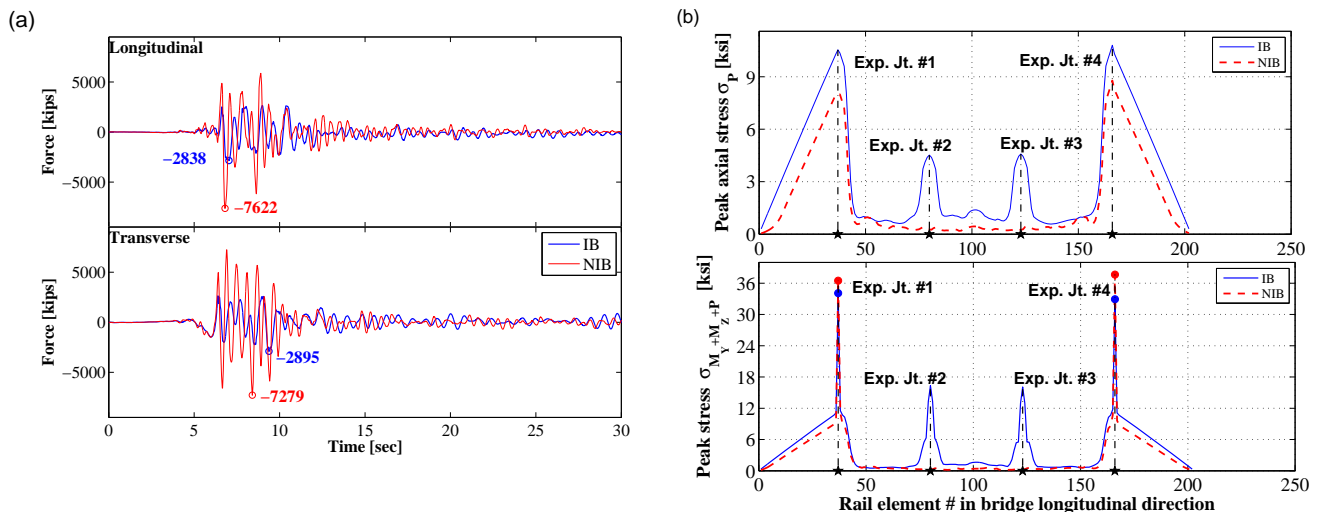 (a)
Longitudinal
Force [kips]
5000
0
−5000
−2838
−7622
Transverse
IB
NIB
Force [kips]
5000
0
−5000
−2895
−7279
0 5 10 15 20 25 30
Time [sec]
(b)
Peak axial stress σP [ksi]
9
6
3
0
Exp. Jt. #1
Exp. Jt. #2
Exp. Jt. #3
Exp. Jt. #4
IB
NIB
0 50 100 150 200 250
Peak stress σMY+MZ+P [ksi]
36
30
24
18
12
6
0
Exp. Jt. #1
Exp. Jt. #2
Exp. Jt. #3
Exp. Jt. #4
IB
NIB
0 50 100 150 200 250
Rail element # in bridge longitudinal direction